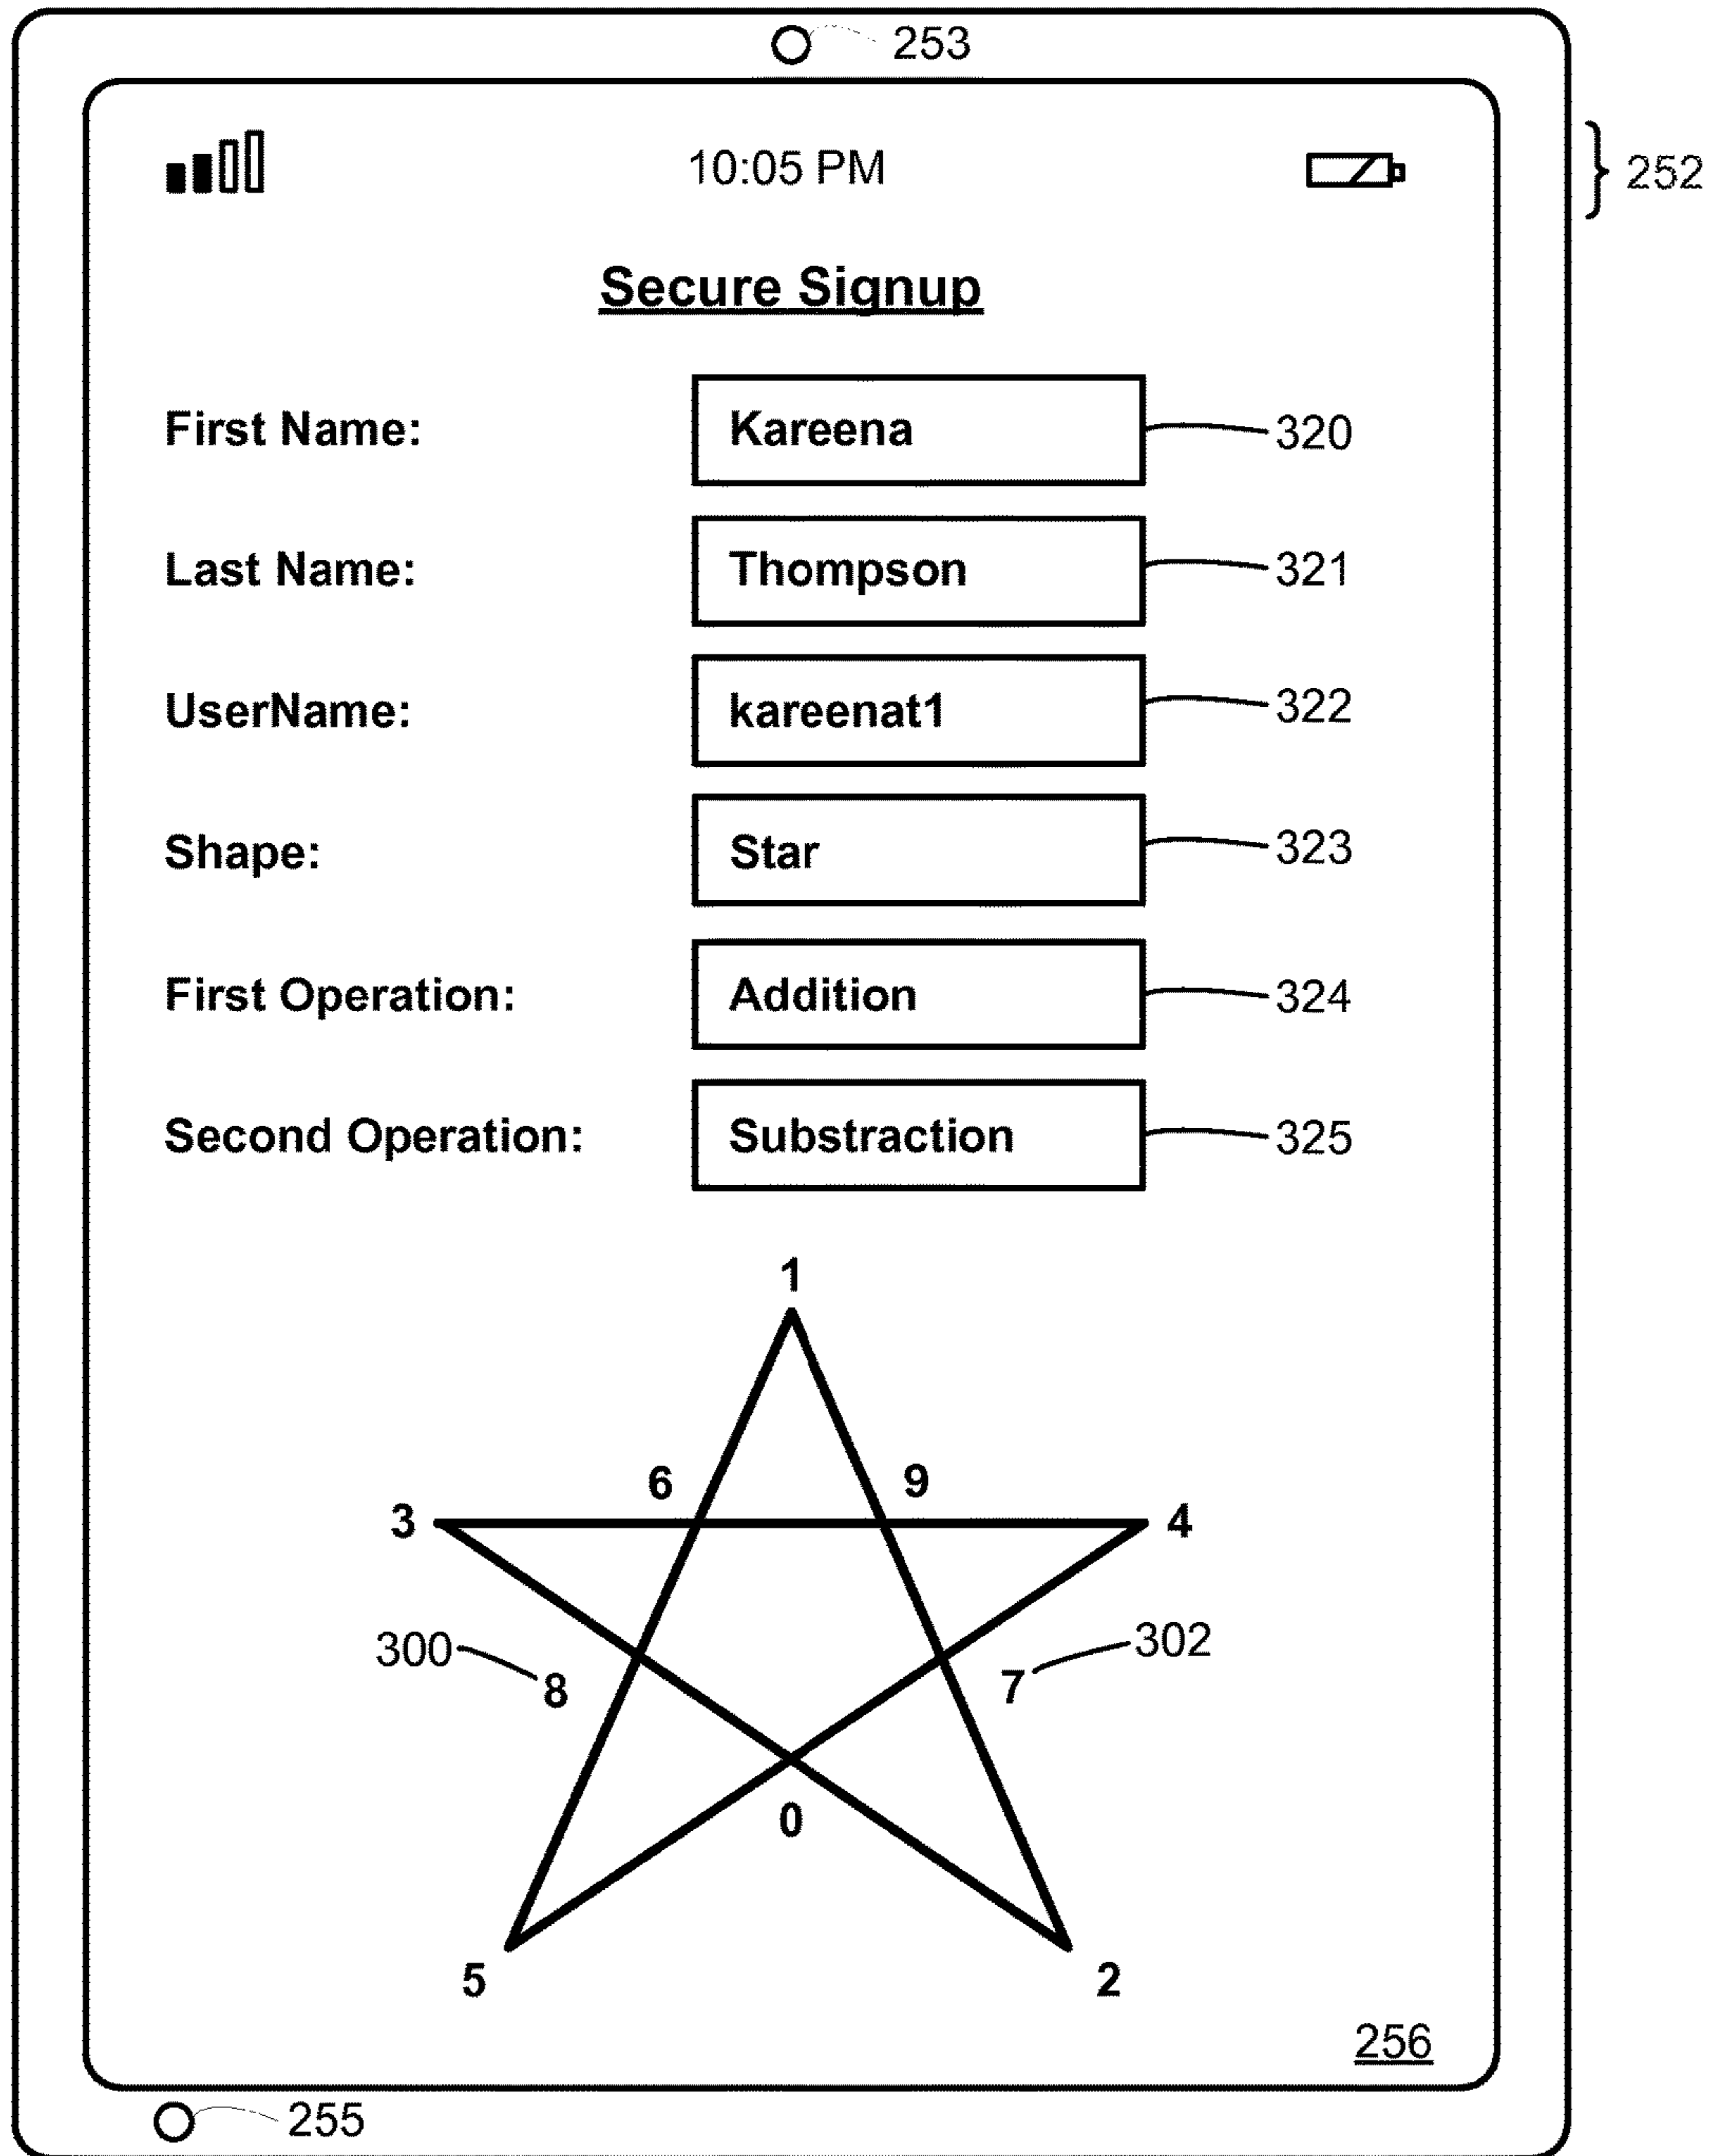 253
10:05 PM
252
Secure Signup
First Name: Kareena 320
Last Name: Thompson 321
UserName: kareenat1 322
Shape: Star 323
First Operation: Addition 324
Second Operation: Substraction 325
1
6 9
3 4
300 8 7 302
0
5 2
256
255